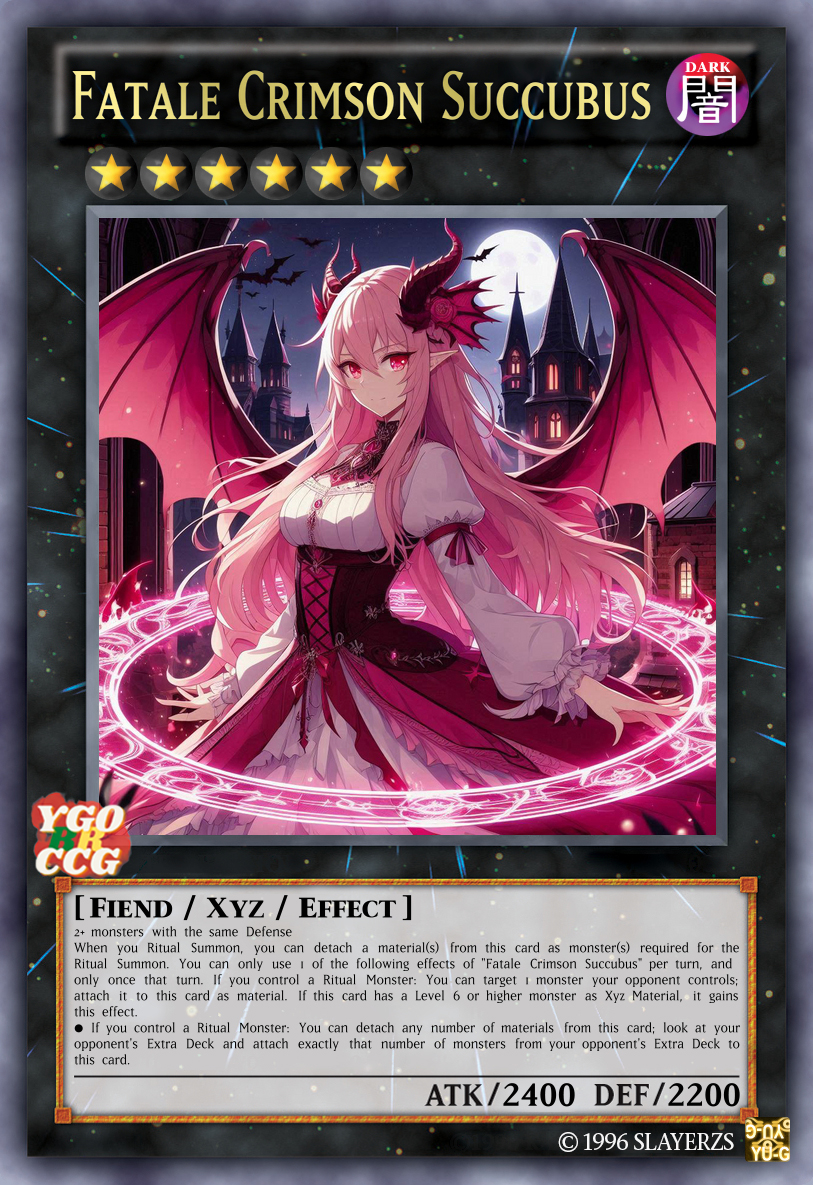 FATALE CRIMSON SUCCUBUS
DARK
闇
YGO
RR
CCG
[ FIEND / XYZ / EFFECT ]
2+ monsters with the same Defense
When you Ritual Summon, you can detach a material(s) from this card as monster(s) required for the
Ritual Summon. You can only use 1 of the following effects of "Fatale Crimson Succubus" per turn, and
only once that turn. If you control a Ritual Monster: You can target 1 monster your opponent controls;
attach it to this card as material. If this card has a Level 6 or higher monster as Xyz Material, it gains
this effect.
● If you control a Ritual Monster: You can detach any number of materials from this card; look at your
opponent's Extra Deck and attach exactly that number of monsters from your opponent's Extra Deck to
this card.
ATK/2400 DEF/2200
© 1996 SLAYERZS
YU-G